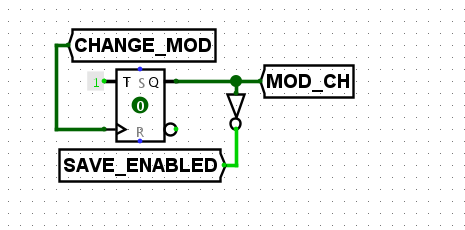 CHANGE_MOD
1 T S Q MOD_CH
0
R
SAVE_ENABLED